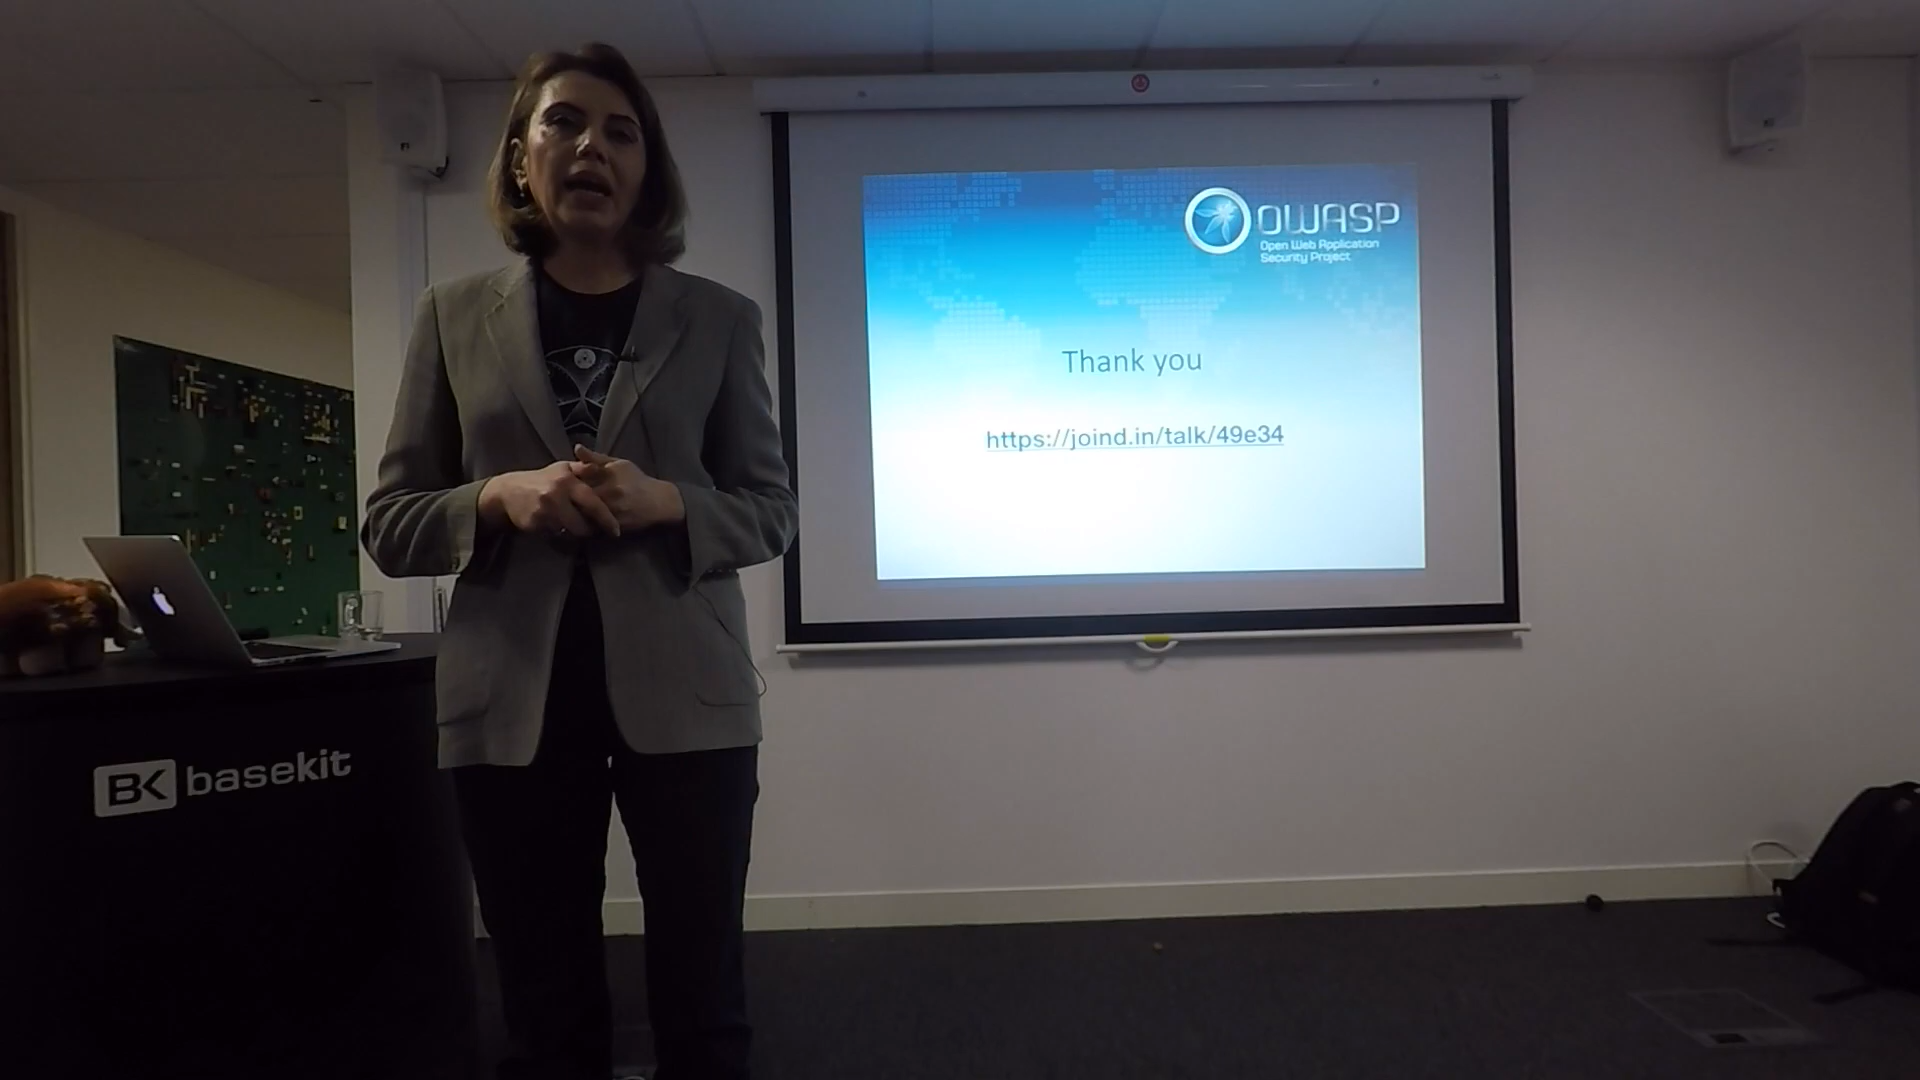 OWASP
Open Web Application
Security Project
Thank you
https://joind.in/talk/49e34
BK basekit